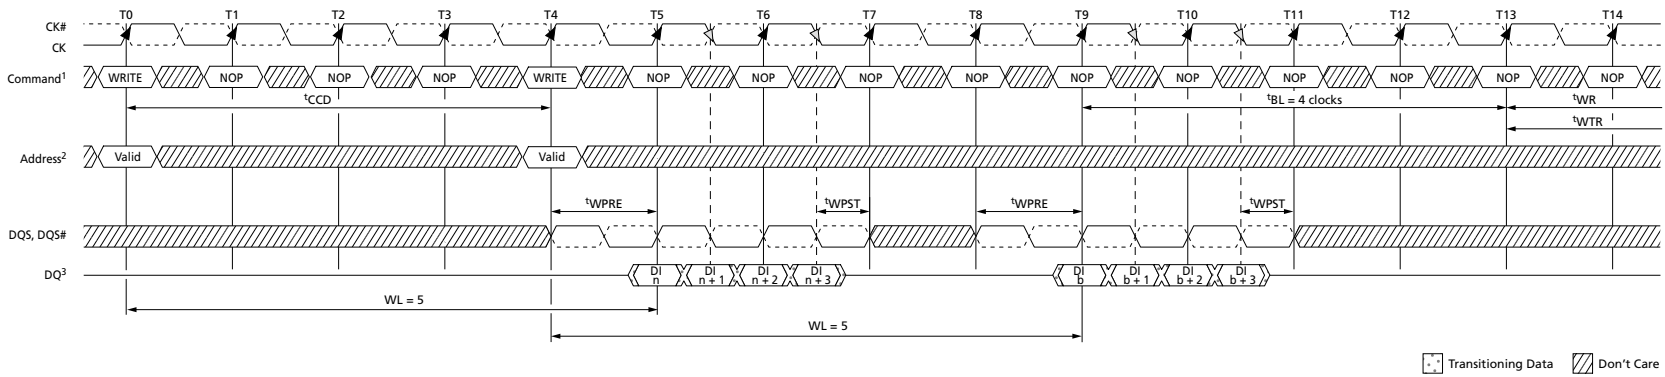 T0 T1 T2 T3 T4 T5 T6 T7 T8 T9 T10 T11 T12 T13 T14
CK#
CK
Command1 WRITE NOP NOP NOP WRITE NOP NOP NOP NOP NOP NOP NOP NOP NOP NOP
tCCD tBL = 4 clocks tWR
tWTR
Address2 Valid Valid
tWPRE tWPST tWPRE tWPST
DQS, DQS#
DQ3 DI n DI n + 1 DI n + 2 DI n + 3 DI b DI b + 1 DI b + 2 DI b + 3
WL = 5
WL = 5
Transitioning Data Don't Care